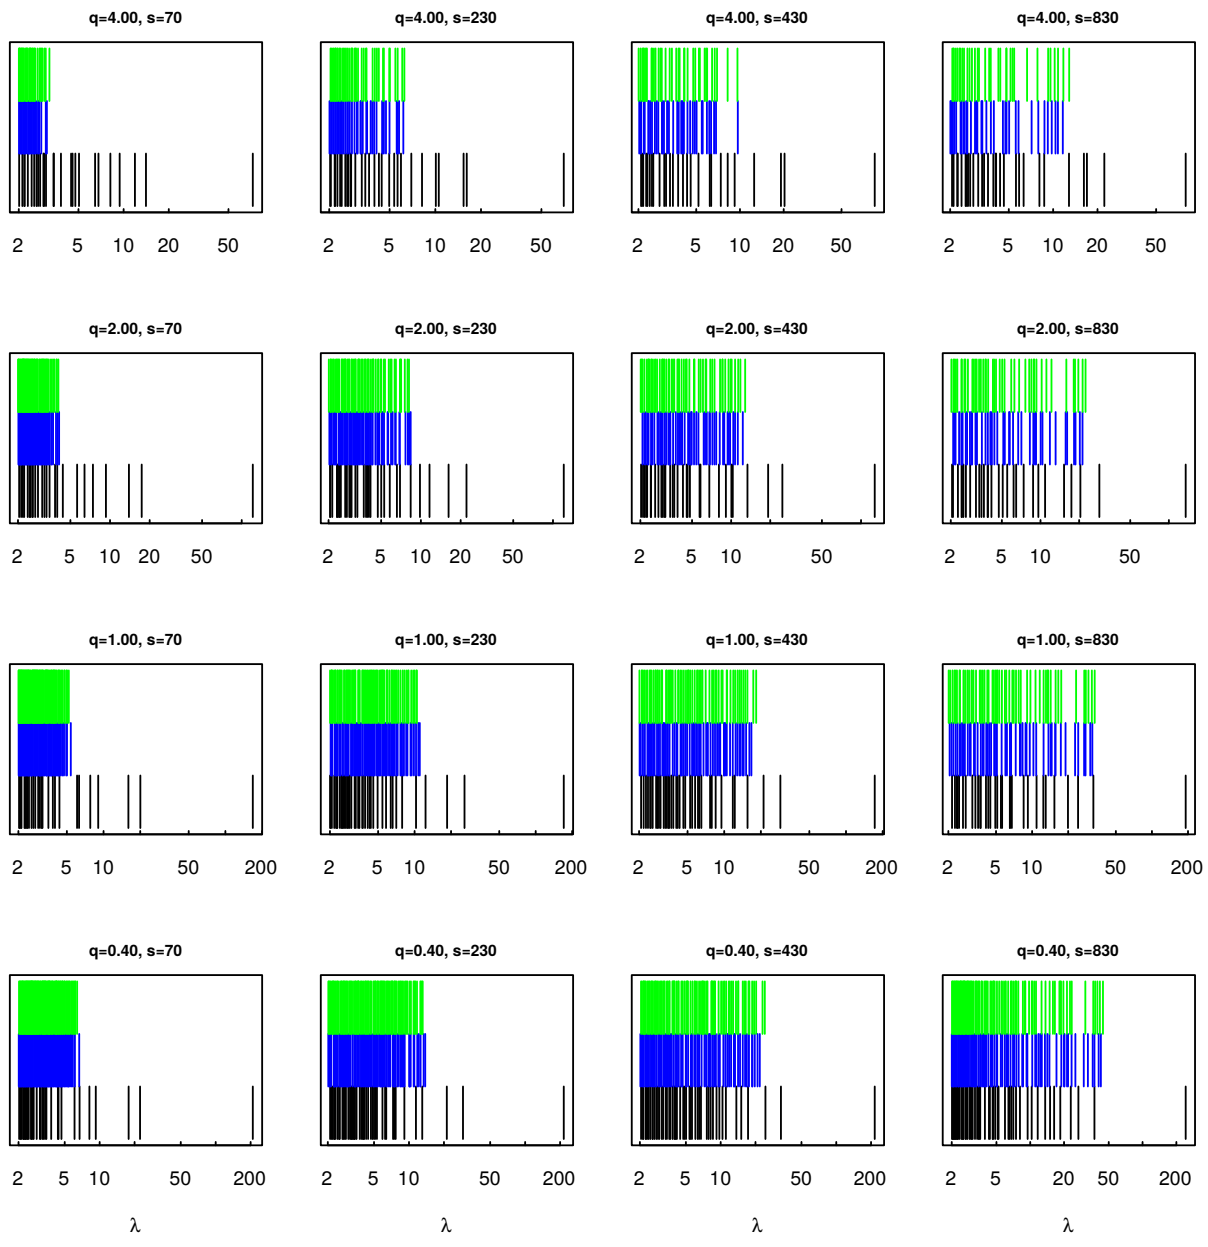 q=4.00, s=70 q=4.00, s=230 q=4.00, s=430 q=4.00, s=830
2 5 10 20 50 2 5 10 20 50 2 5 10 20 50 2 5 10 20 50
q=2.00, s=70 q=2.00, s=230 q=2.00, s=430 q=2.00, s=830
2 5 10 20 50 2 5 10 20 50 2 5 10 50 2 5 10 50
q=1.00, s=70 q=1.00, s=230 q=1.00, s=430 q=1.00, s=830
2 5 10 50 200 2 5 10 50 200 2 5 10 50 200 2 5 10 50 200
q=0.40, s=70 q=0.40, s=230 q=0.40, s=430 q=0.40, s=830
2 5 10 50 200 2 5 10 50 200 2 5 10 50 200 2 5 20 50 200
λ λ λ λ